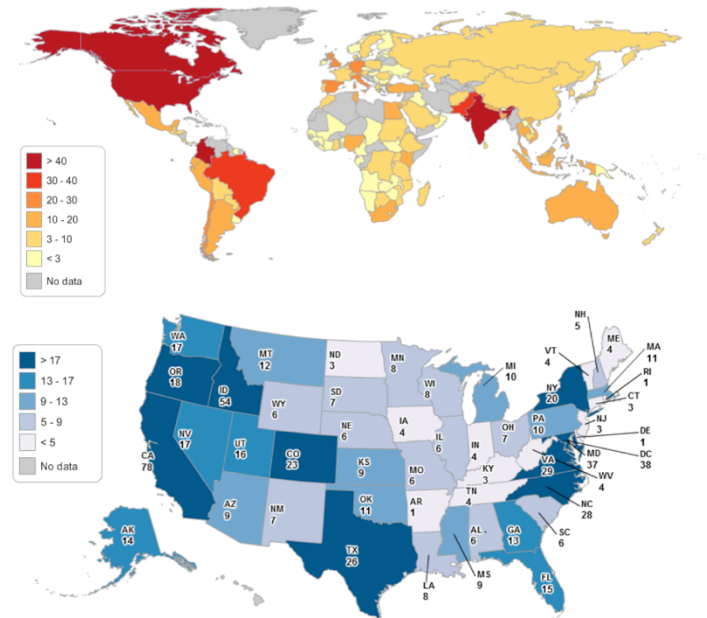 > 40
30 - 40
20 - 30
10 - 20
3 - 10
< 3
No data
> 17
13 - 17
9 - 13
5 - 9
< 5
No data
WA
17
OR
18
ID
54
MT
12
ND
3
MN
8
WI
8
MI
10
VT
4
NH
5
ME
4
MA
11
RI
1
CT
3
NY
20
NJ
3
PA
10
DE
1
DC
38
MD
37
WV
4
VA
29
NC
28
SC
6
SD
7
WY
6
NE
6
IA
4
IL
6
IN
4
OH
7
KY
3
NV
17
UT
16
CO
23
KS
9
MO
6
CA
78
AZ
9
NM
7
OK
11
AR
1
TN
4
AL
6
GA
13
TX
26
LA
8
MS
9
FL
15
AK
14